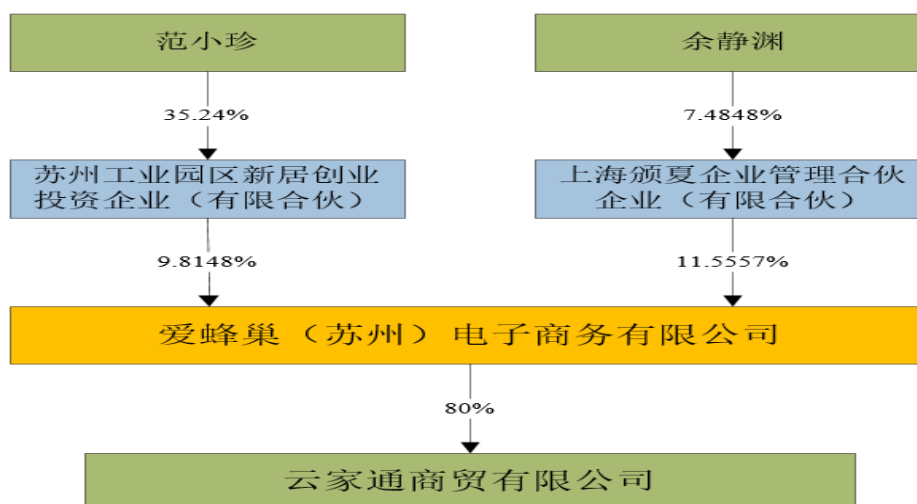 范小珍
余静渊
35.24%
7.4848%
苏州工业园区新居创业
投资企业（有限合伙）
上海颁夏企业管理合伙
企业（有限合伙）
9.8148%
11.5557%
爱蜂巢（苏州）电子商务有限公司
80%
云家通商贸有限公司